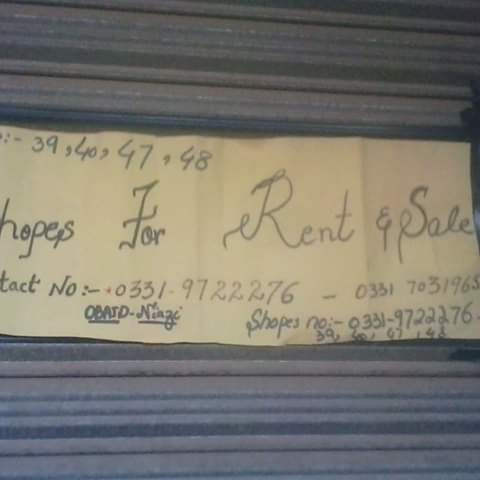 :- 39, 40, 47, 48
hopes For Rent & Sale
tact No:- 0331-9722276 - 0331 7031965
OBAID-Niazi
Shopes no:- 0331-9722276 -
39, 40, 47, 48